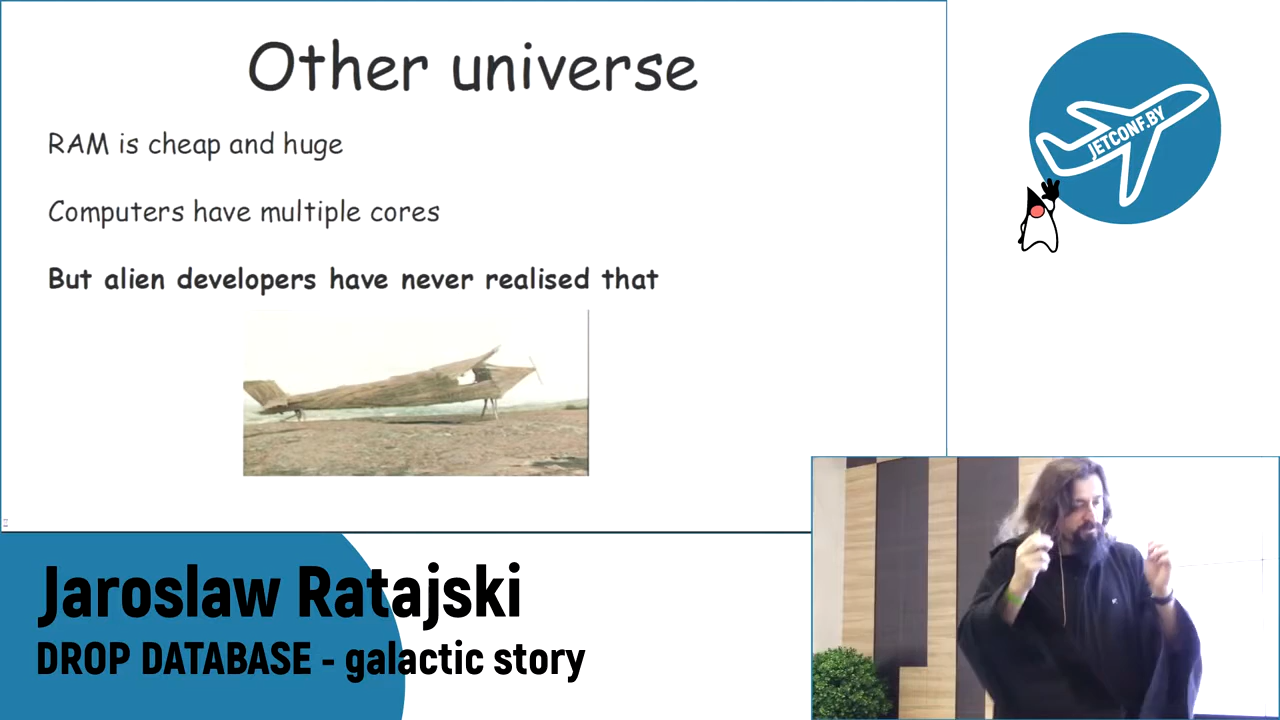 Other universe
RAM is cheap and huge
Computers have multiple cores
But alien developers have never realised that
JETCONF.BY
Jaroslaw Ratajski
DROP DATABASE - galactic story